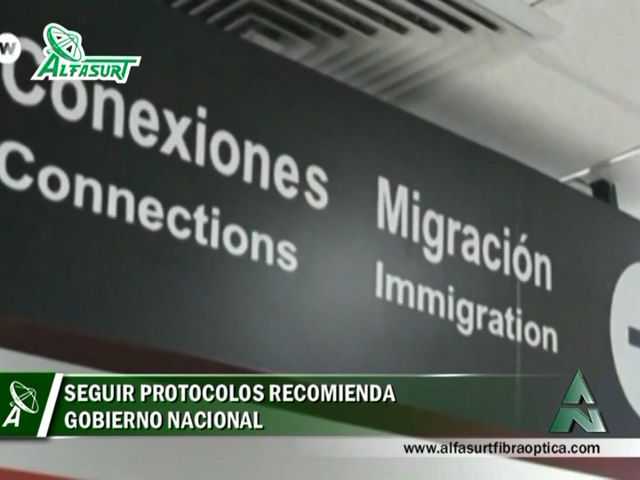 W
ALFASURT
Conexiones
Connections
Migración
Immigration
SEGUIR PROTOCOLOS RECOMIENDA
GOBIERNO NACIONAL
www.alfasurtfibraoptica.com